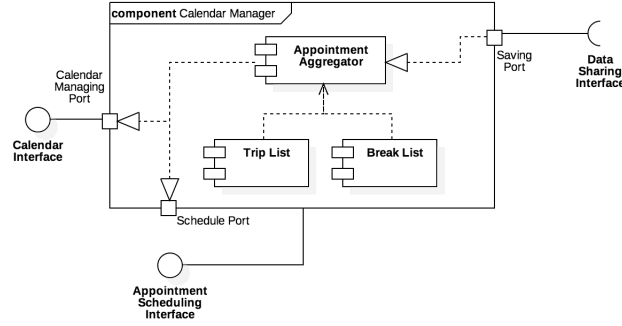 component Calendar Manager
Appointment
Aggregator
Saving
Port
Data
Sharing
Interface
Calendar
Managing
Port
Calendar
Interface
Trip List
Break List
Schedule Port
Appointment
Scheduling
Interface